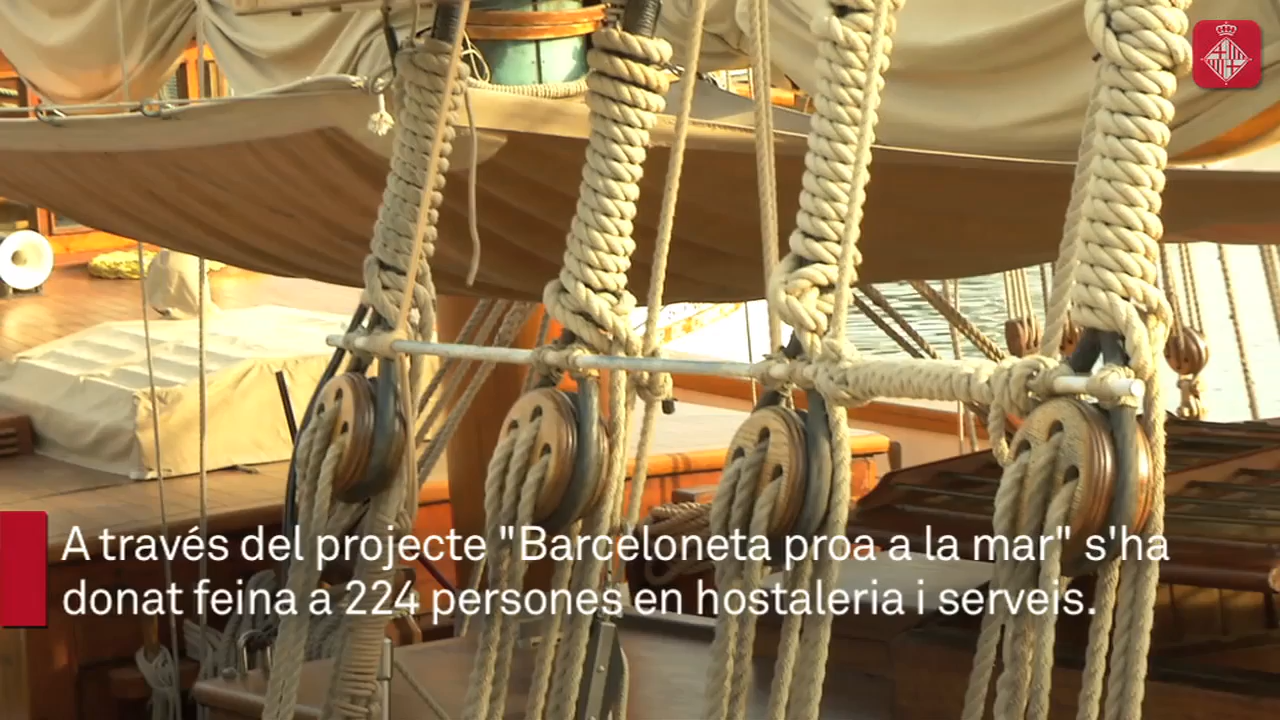 A través del projecte "Barceloneta proa a la mar" s'ha
donat feina a 224 persones en hostaleria i serveis.